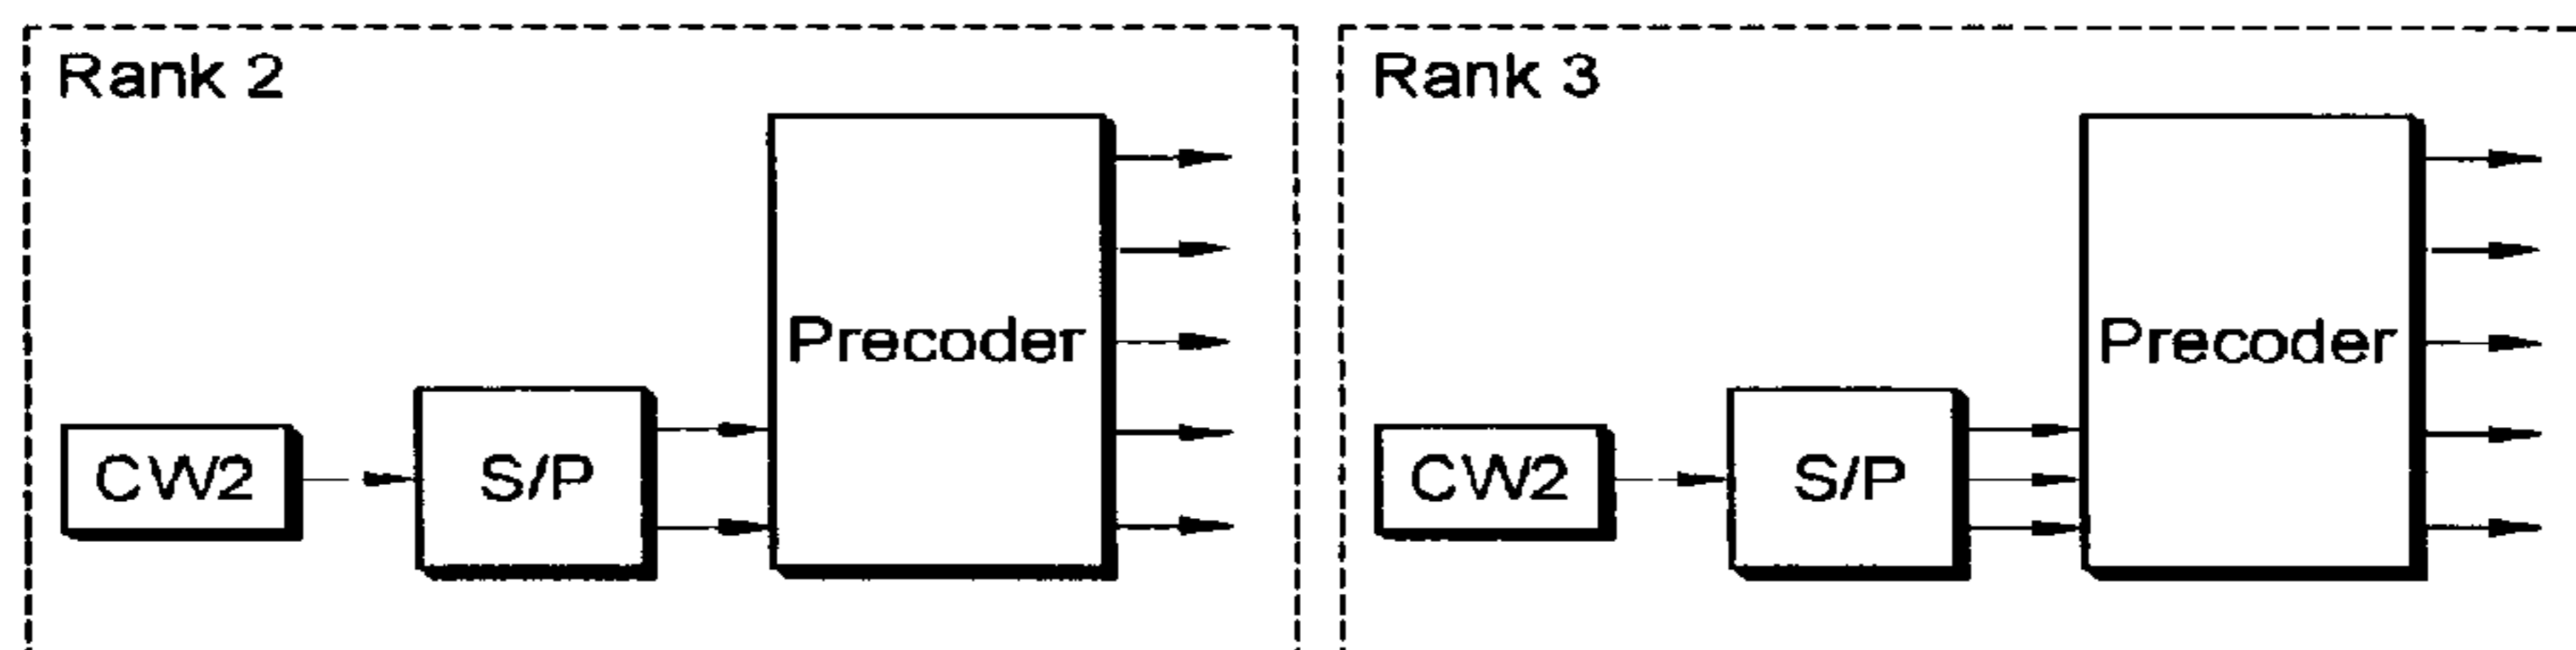 Rank 2
Precoder
CW2
S/P
Rank 3
Precoder
CW2
S/P